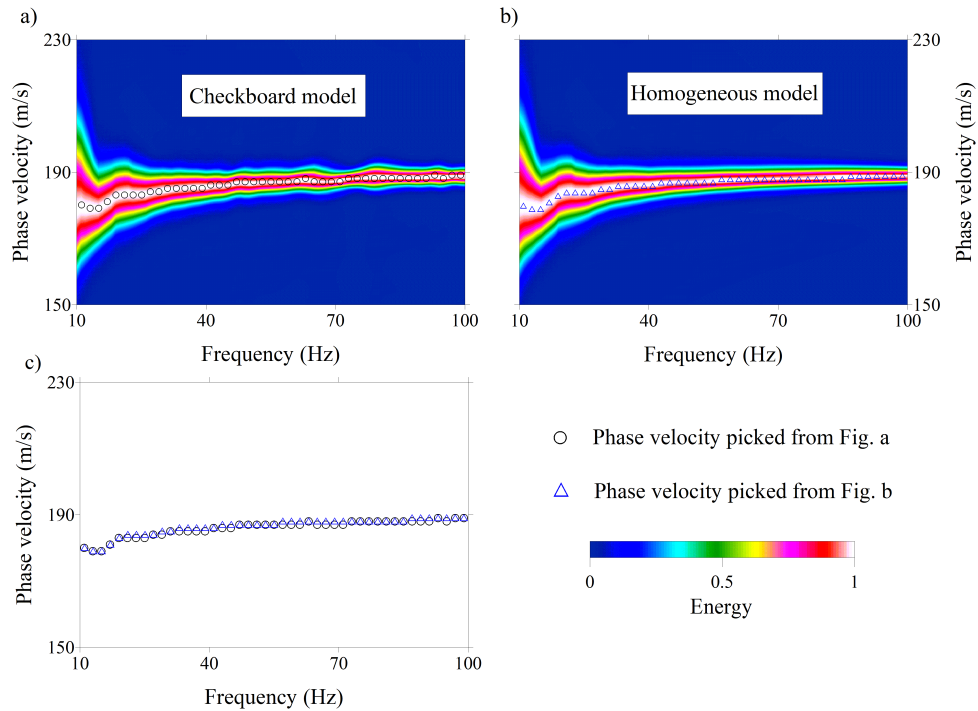 a)
230
190
150
Phase velocity (m/s)
Checkboard model
10
40
70
100
Frequency (Hz)
b)
Homogeneous model
230
190
150
Phase velocity (m/s)
10
40
70
100
Frequency (Hz)
c)
230
190
150
Phase velocity (m/s)
10
40
70
100
Frequency (Hz)
Phase velocity picked from Fig. a
Phase velocity picked from Fig. b
0
0.5
1
Energy